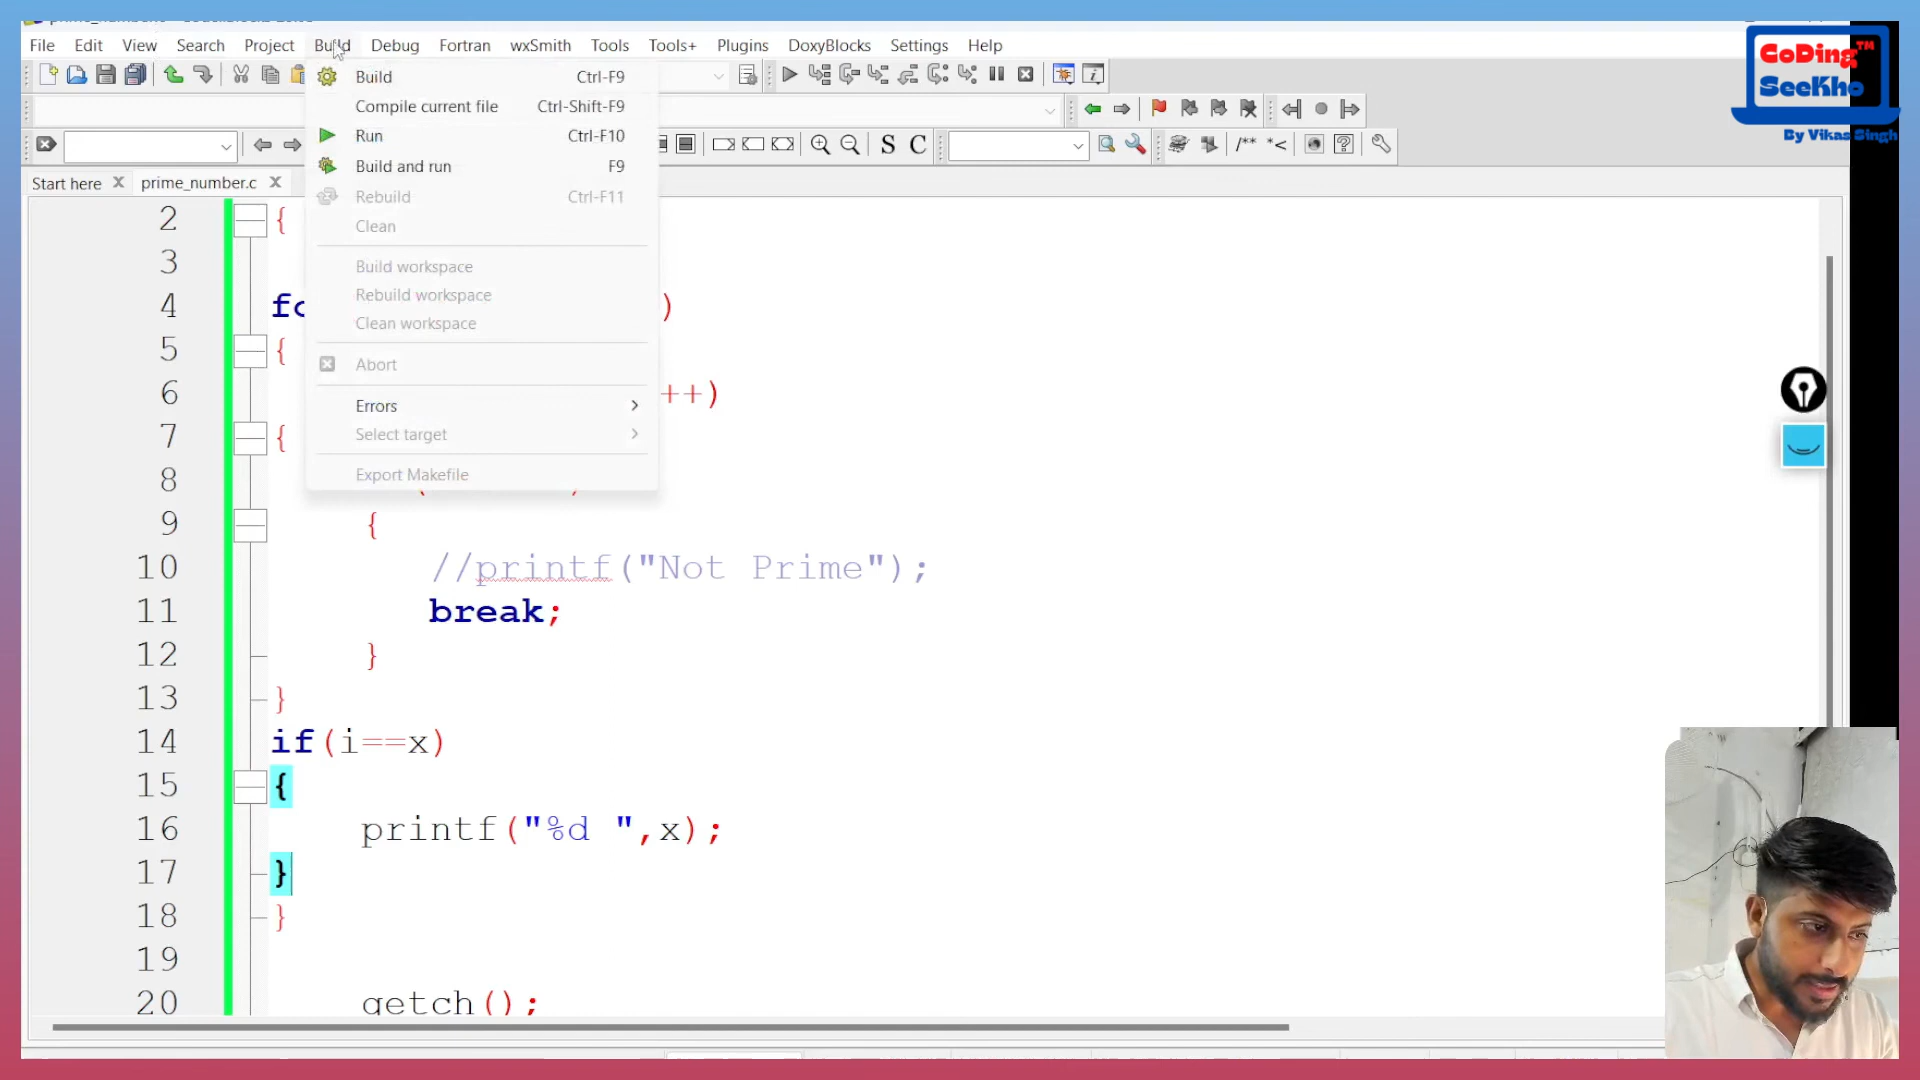 File Edit View Search Project Build Debug Fortran wxSmith Tools Tools+ Plugins DoxyBlocks Settings Help
CoDing™
SeeKho
By Vikas Singh
Build Ctrl-F9
Compile current file Ctrl-Shift-F9
Run Ctrl-F10
Build and run F9
Rebuild Ctrl-F11
Clean
Build workspace
Rebuild workspace
Clean workspace
Abort
Errors
Select target
Export Makefile
S C /** *<
Start here prime_number.c
2 {
3
4 )
5 {
6 ++)
7 {
8
9 {
10 //printf("Not Prime");
11 break;
12 }
13 }
14 if(i==x)
15 {
16 printf("%d ",x);
17 }
18 }
19
20 getch();